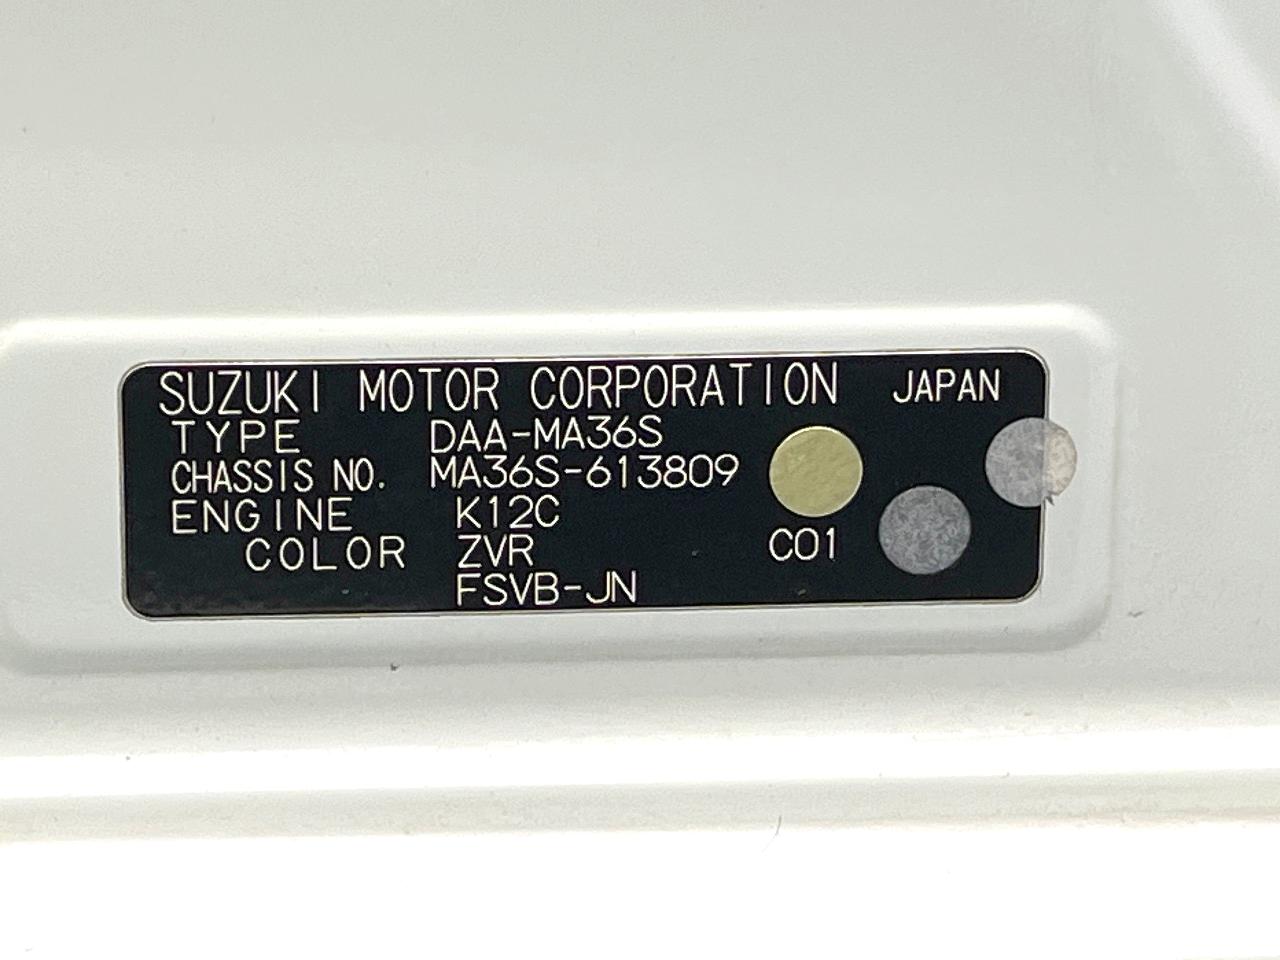 SUZUKI MOTOR CORPORATION JAPAN
TYPE DAA-MA36S
CHASSIS NO. MA36S-613809
ENGINE K12C
COLOR ZVR C01
FSVB-JN